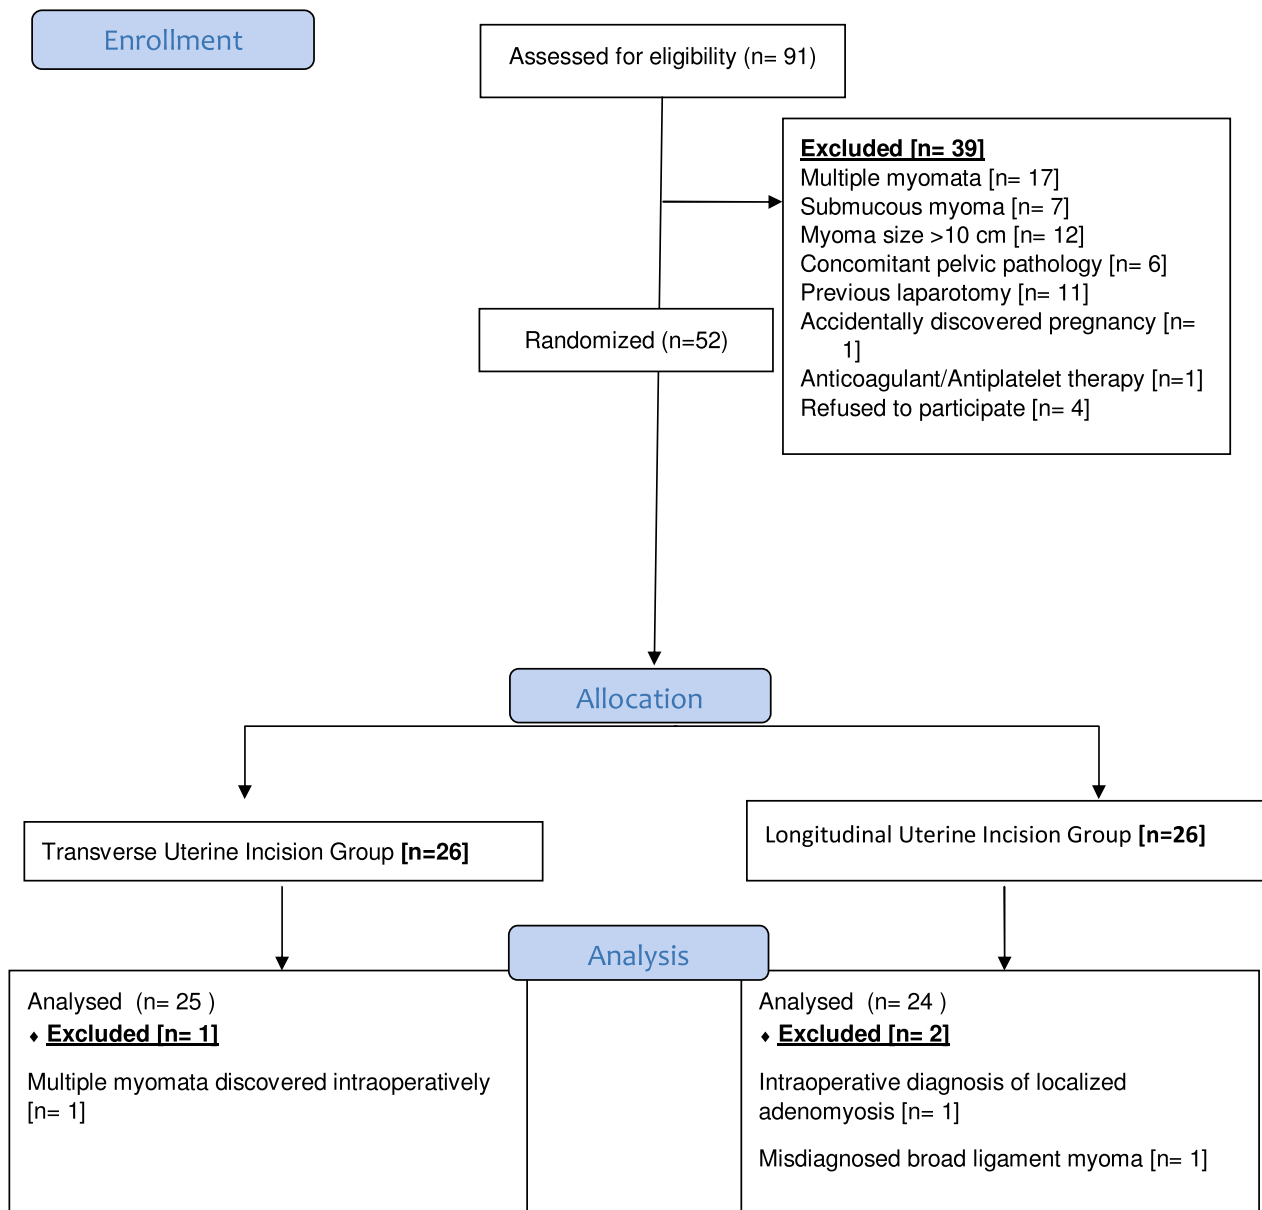 Enrollment
Assessed for eligibility (n= 91)
Excluded [n= 39]
Multiple myomata [n= 17]
Submucous myoma [n= 7]
Myoma size >10 cm [n= 12]
Concomitant pelvic pathology [n= 6]
Previous laparotomy [n= 11]
Accidentally discovered pregnancy [n=
1]
Anticoagulant/Antiplatelet therapy [n=1]
Refused to participate [n= 4]
Randomized (n=52)
Allocation
Transverse Uterine Incision Group [n=26]
Longitudinal Uterine Incision Group [n=26]
Analysis
Analysed (n= 25 )
♦ Excluded [n= 1]
Multiple myomata discovered intraoperatively
[n= 1]
Analysed (n= 24 )
♦ Excluded [n= 2]
Intraoperative diagnosis of localized
adenomyosis [n= 1]
Misdiagnosed broad ligament myoma [n= 1]